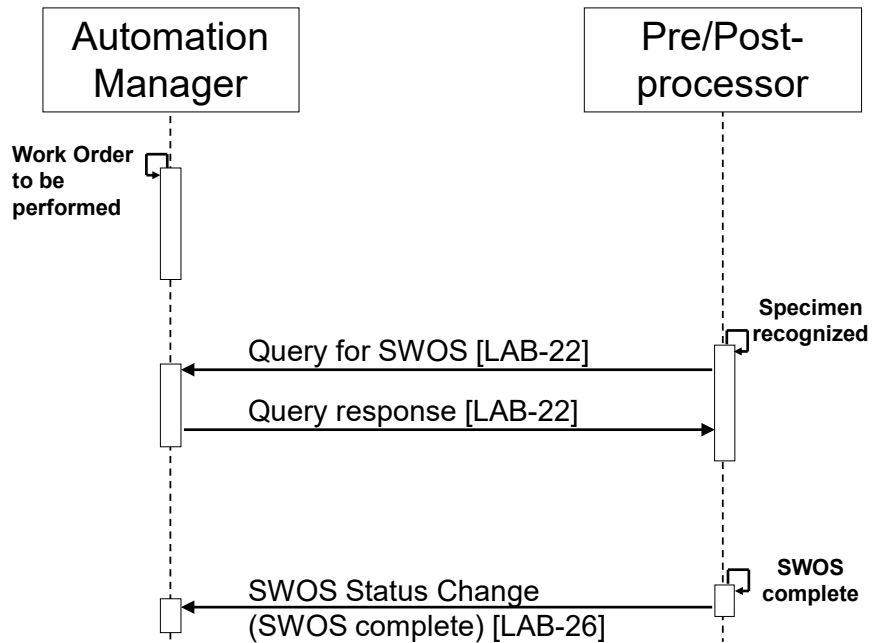 Automation
Manager
Pre/Post-
processor
Work Order
to be
performed
Specimen
recognized
Query for SWOS [LAB-22]
Query response [LAB-22]
SWOS
complete
SWOS Status Change
(SWOS complete) [LAB-26]